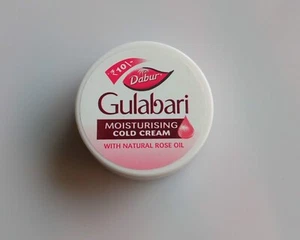 ₹10/-
Dabur
Gulabari
MOISTURISING
COLD CREAM
WITH NATURAL ROSE OIL